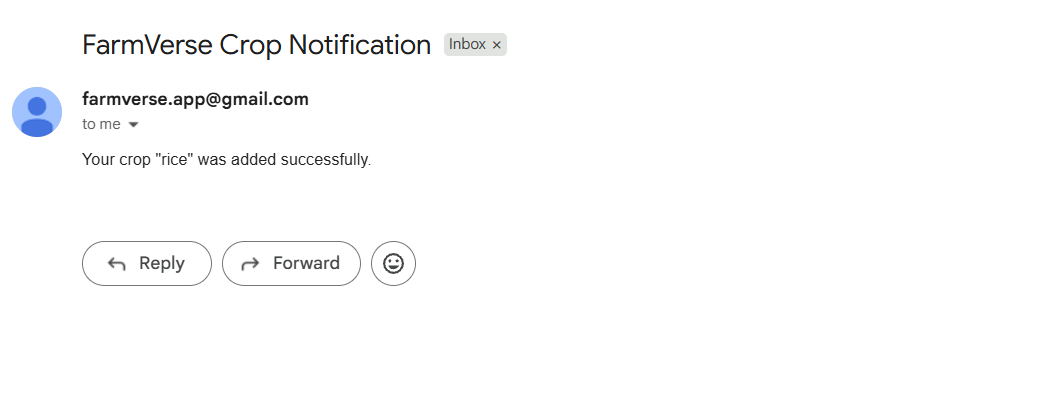 FarmVerse Crop Notification Inbox ×
farmverse.app@gmail.com
to me
Your crop "rice" was added successfully.
Reply Forward